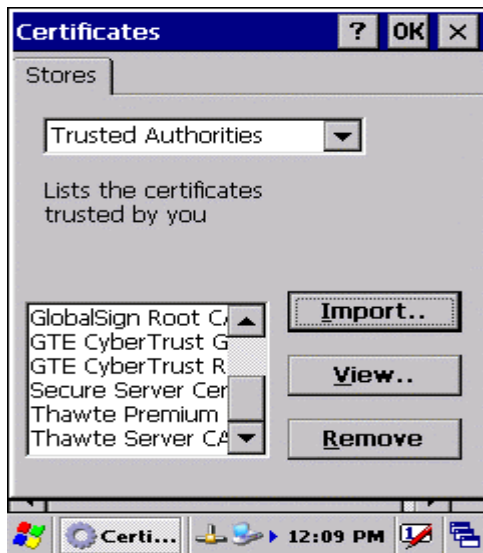 Certificates ? OK ×
Stores
Trusted Authorities
Lists the certificates
trusted by you
GlobalSign Root CA
GTE CyberTrust G
GTE CyberTrust R
Secure Server Cer
Thawte Premium
Thawte Server CA
Import..
View..
Remove
Certi... 12:09 PM